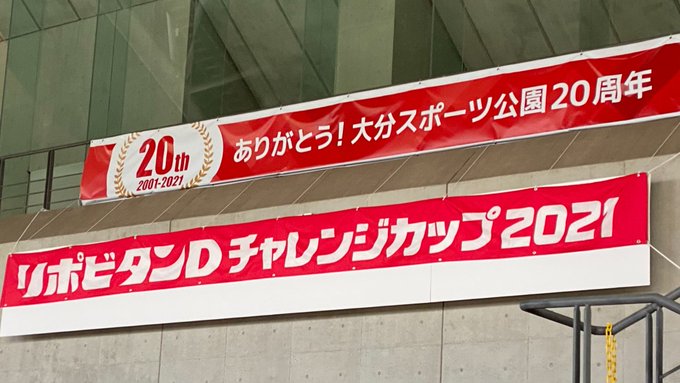 20th
2001-2021
ありがとう！大分スポーツ公園20周年
リポビタンD チャレンジカップ2021